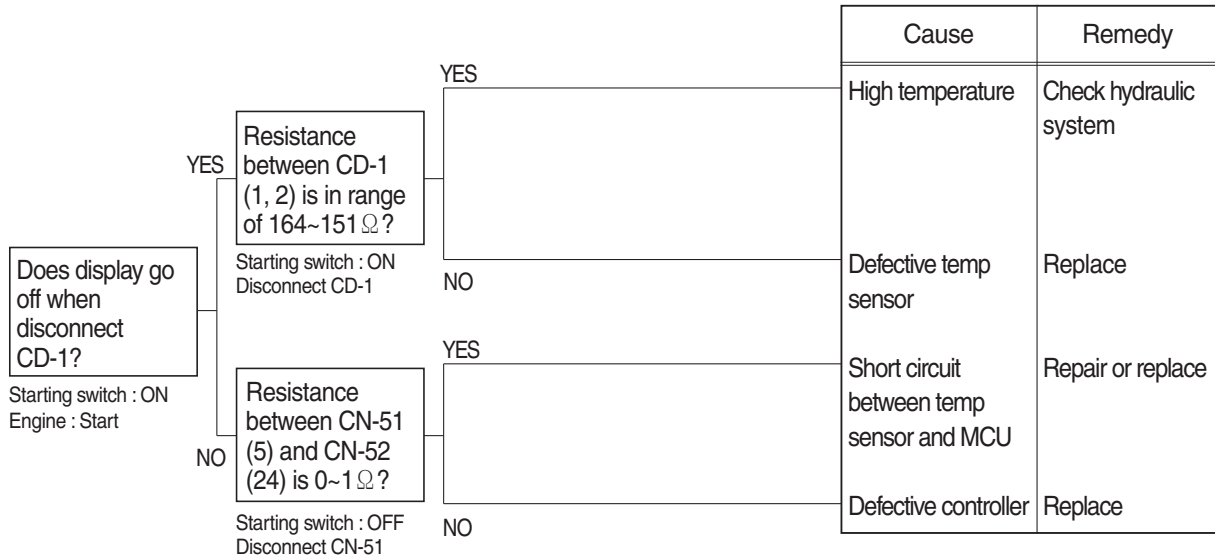 Does display go
off when
disconnect
CD-1?
Starting switch : ON
Engine : Start
YES
Resistance
between CD-1
(1, 2) is in range
of 164~151Ω?
Starting switch : ON
Disconnect CD-1
NO
Resistance
between CN-51
(5) and CN-52
(24) is 0~1Ω?
Starting switch : OFF
Disconnect CN-51
YES
NO
YES
NO
Cause
Remedy
High temperature
Check hydraulic
system
Defective temp
sensor
Replace
Short circuit
between temp
sensor and MCU
Repair or replace
Defective controller
Replace